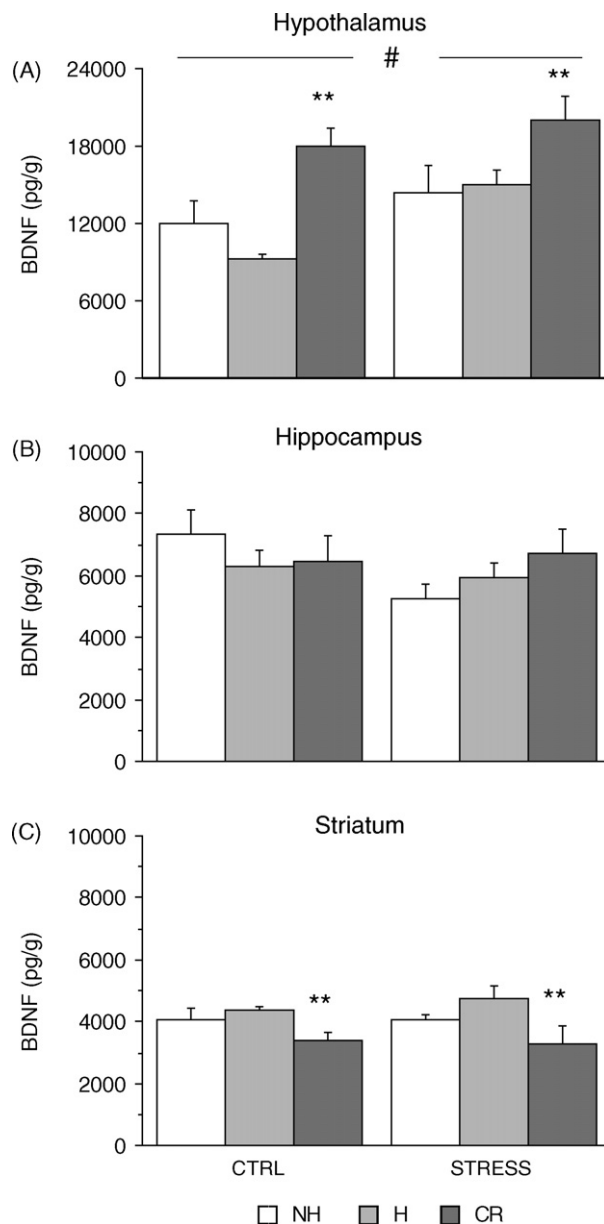 Hypothalamus
(A)
#
24000
**
**
18000
12000
6000
0
BDNF (pg/g)
Hippocampus
(B)
10000
8000
6000
4000
2000
0
BDNF (pg/g)
Striatum
(C)
10000
8000
6000
4000
2000
0
BDNF (pg/g)
**
**
CTRL STRESS
NH H CR